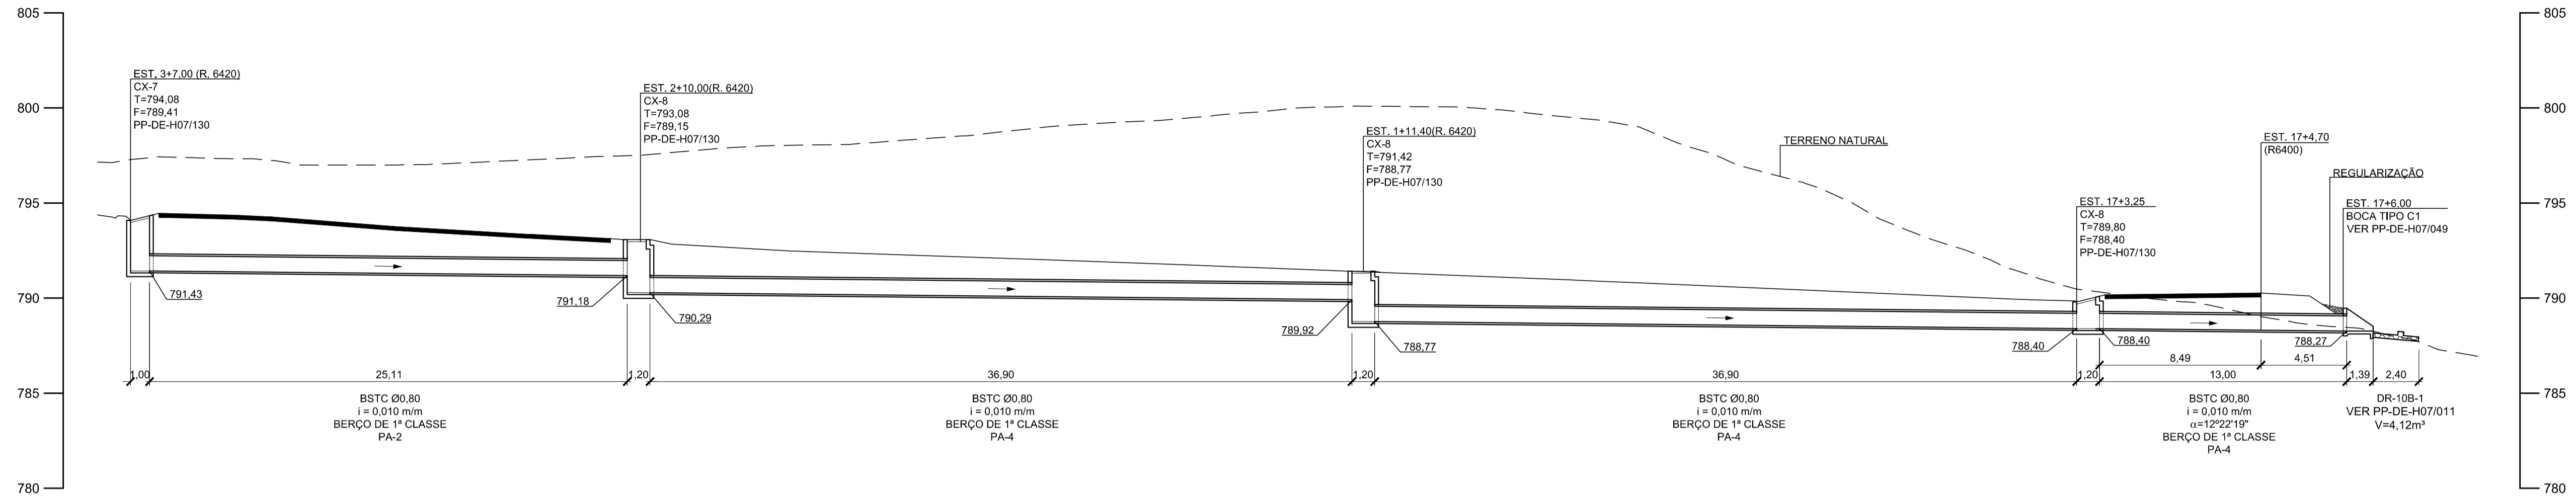 805
800
795
790
785
780
EST, 3+7,00 (R. 6420)
CX-7
T=794,08
F=789,41
PP-DE-H07/130
EST. 2+10,00(R. 6420)
CX-8
T=793,08
F=789,15
PP-DE-H07/130
EST. 1+11,40(R. 6420)
CX-8
T=791,42
F=788,77
PP-DE-H07/130
TERRENO NATURAL
EST. 17+3,25
CX-8
T=789,80
F=788,40
PP-DE-H07/130
EST. 17+4,70
(R6400)
REGULARIZAÇÃO
EST. 17+6,00
BOCA TIPO C1
VER PP-DE-H07/049
805
800
795
790
785
780
791,43
791,18
790,29
789,92
788,77
788,40
788,40
788,27
8,49
4,51
1,00
25,11
1,20
36,90
1,20
36,90
1,20
13,00
1,39
2,40
BSTC Ø0,80
i = 0,010 m/m
BERÇO DE 1ª CLASSE
PA-2
BSTC Ø0,80
i = 0,010 m/m
BERÇO DE 1ª CLASSE
PA-4
BSTC Ø0,80
i = 0,010 m/m
BERÇO DE 1ª CLASSE
PA-4
BSTC Ø0,80
i = 0,010 m/m
α=12º22'19"
BERÇO DE 1ª CLASSE
PA-4
DR-10B-1
VER PP-DE-H07/011
V=4,12m³